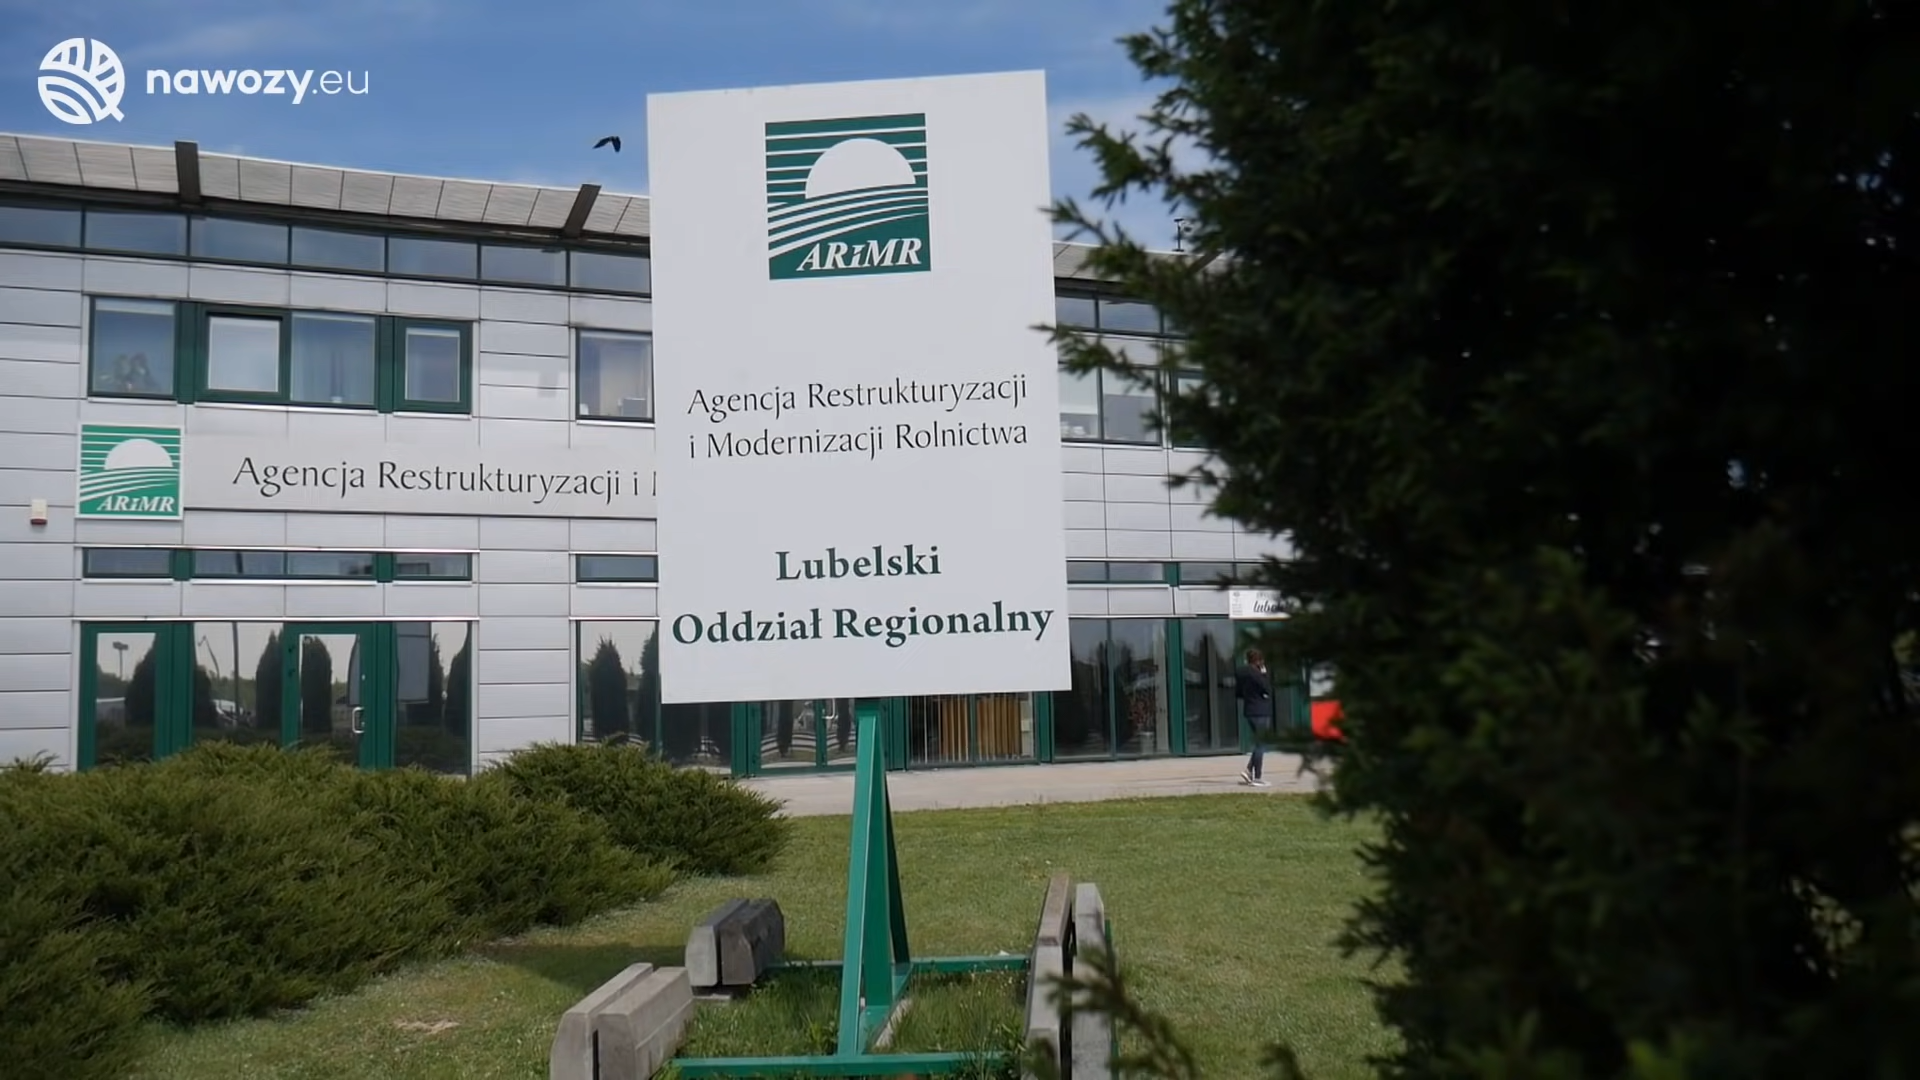 nawozy.eu
ARiMR
Agencja Restrukturyzacji
i Modernizacji Rolnictwa
Lubelski
Oddział Regionalny
ARiMR
Agencja Restrukturyzacji i